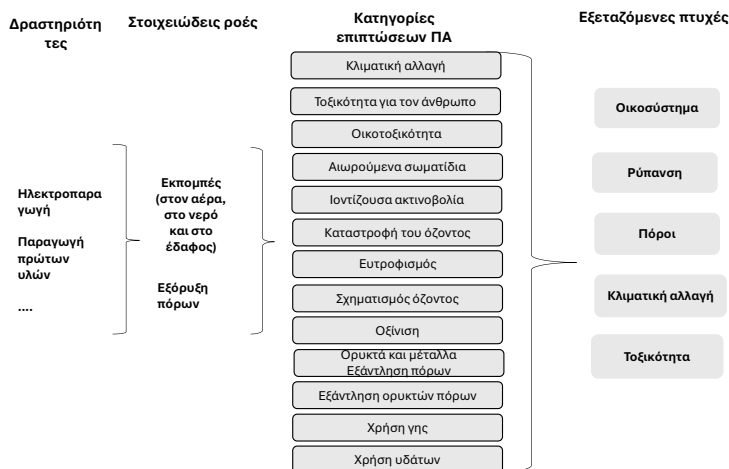 Δραστηριότη
τες
Στοιχειώδεις ροές
Κατηγορίες
επιπτώσεων ΠΑ
Εξεταζόμενες πτυχές
Ηλεκτροπαρα
γωγή
Παραγωγή
πρώτων
υλών
....
Εκπομπές
(στον αέρα,
στο νερό
και στο
έδαφος)
Εξόρυξη
πόρων
Κλιματική αλλαγή
Τοξικότητα για τον άνθρωπο
Οικοτοξικότητα
Αιωρούμενα σωματίδια
Ιοντίζουσα ακτινοβολία
Καταστροφή του όζοντος
Ευτροφισμός
Σχηματισμός όζοντος
Οξίνιση
Ορυκτά και μέταλλα
Εξάντληση πόρων
Εξάντληση ορυκτών πόρων
Χρήση γης
Χρήση υδάτων
Οικοσύστημα
Ρύπανση
Πόροι
Κλιματική αλλαγή
Τοξικότητα